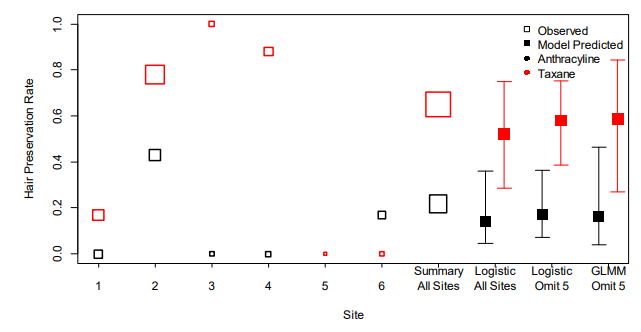 Hair Preservation Rate
1.0
0.8
0.6
0.4
0.2
0.0
Observed
Model Predicted
Anthracyline
Taxane
1 2 3 4 5 6
Summary All Sites
Logistic All Sites
Logistic Omit 5
GLMM Omit 5
Site